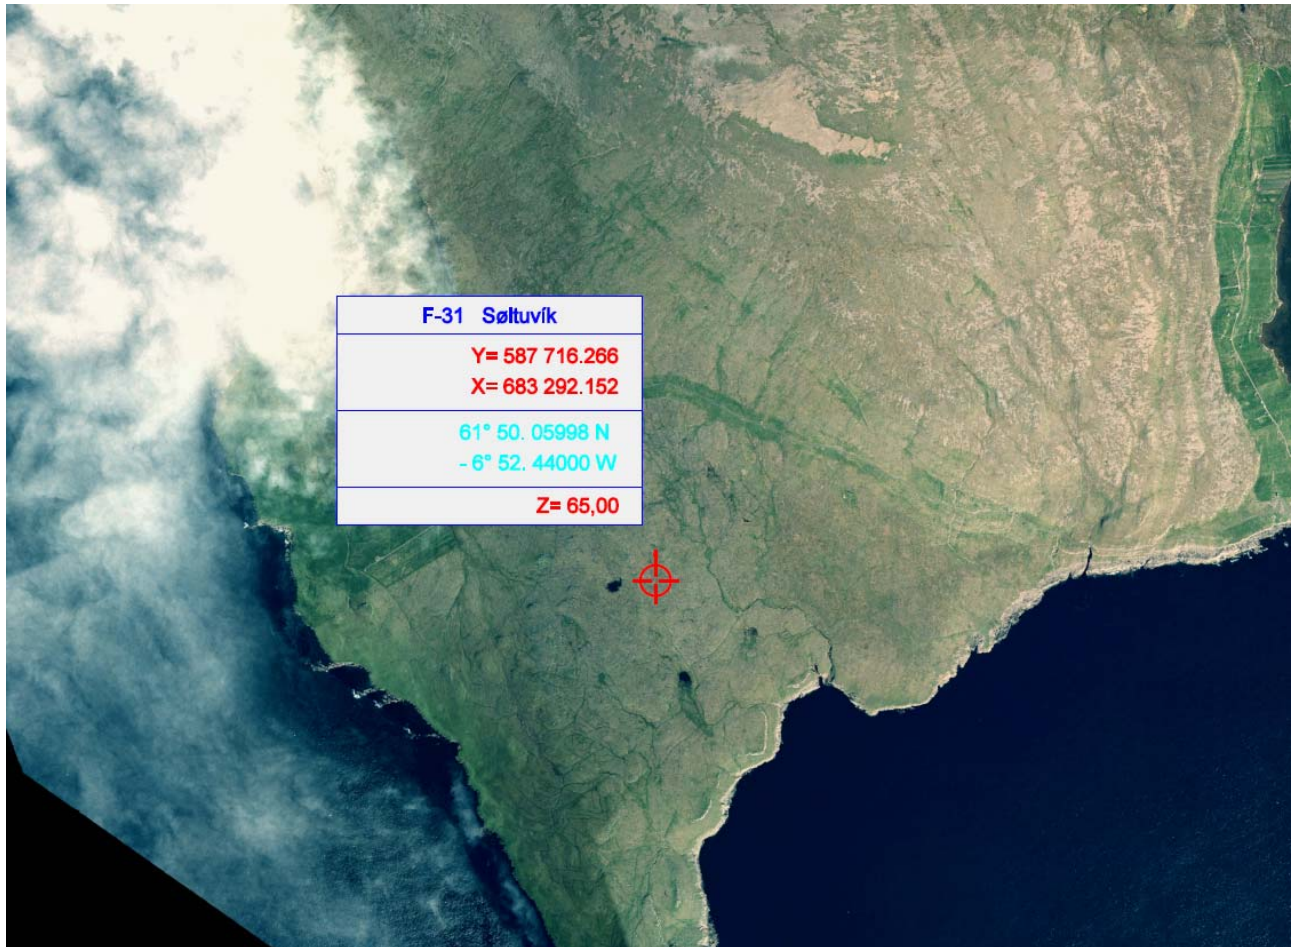 F-31 Søltuvík
Y= 587 716.266
X= 683 292.152
61° 50. 05998 N
- 6° 52. 44000 W
Z= 65,00